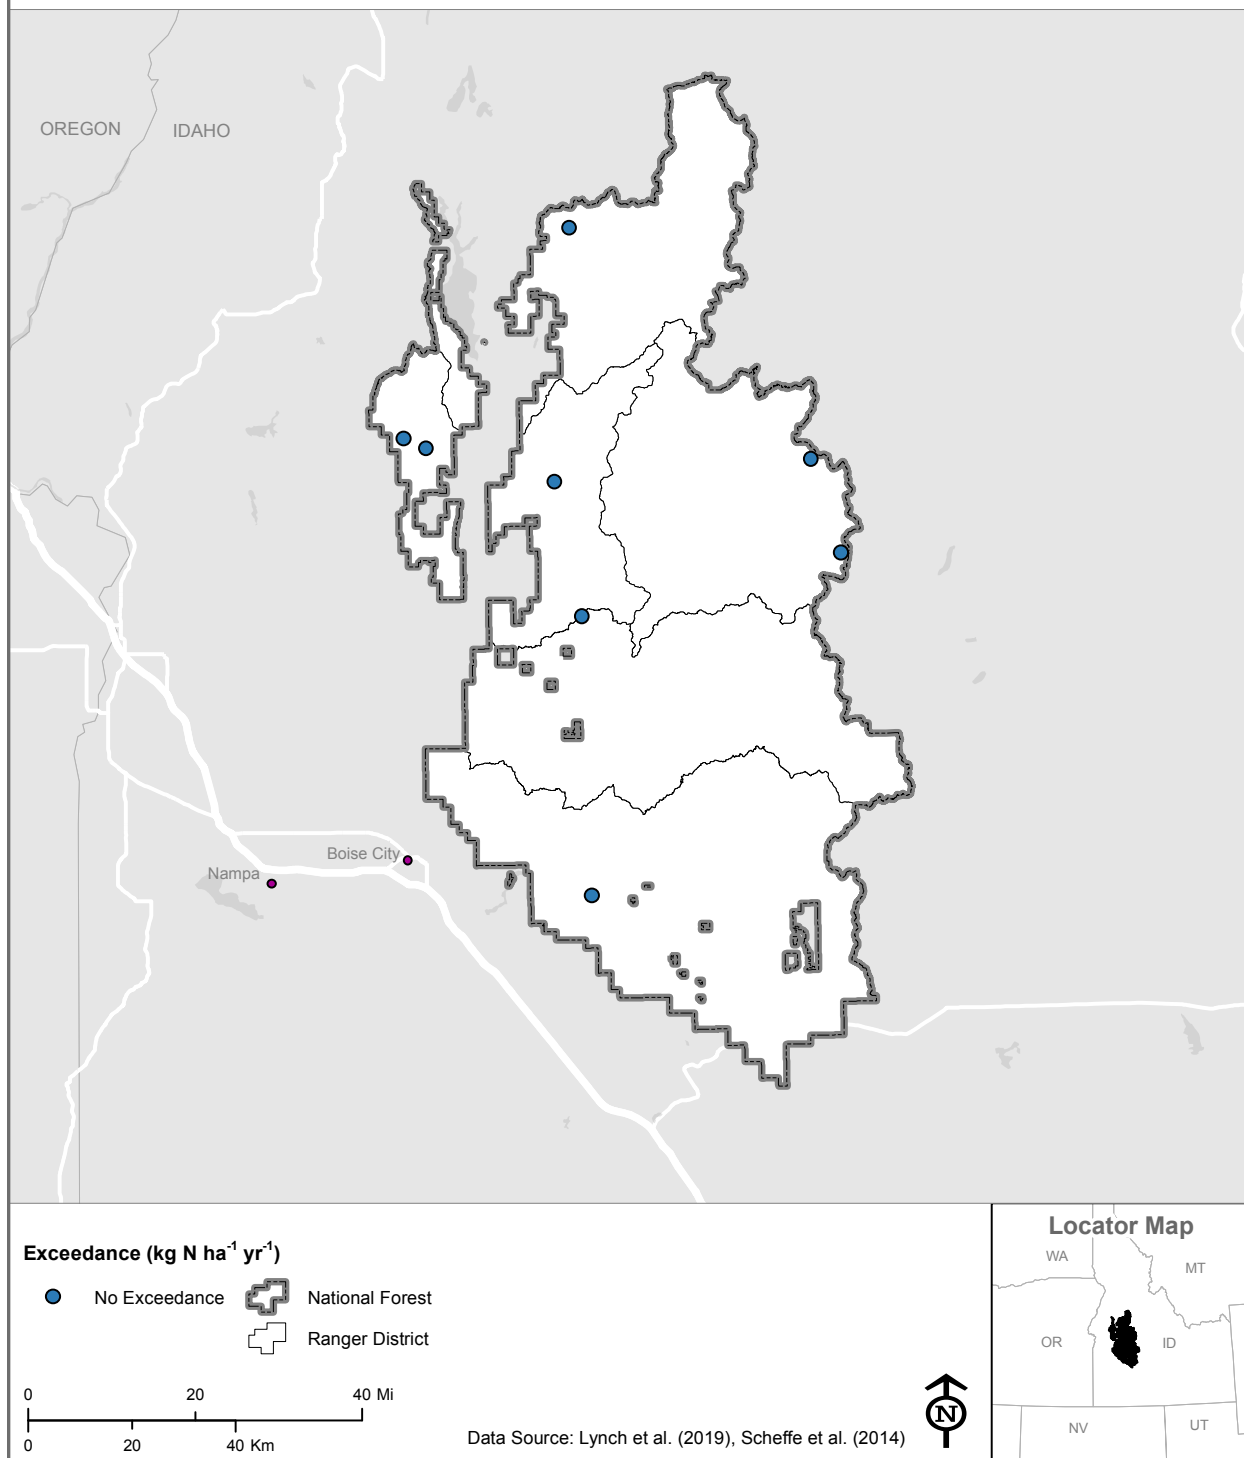 OREGON
IDAHO
Boise City
Nampa
Exceedance (kg N ha⁻¹ yr⁻¹)
No Exceedance
National Forest
Ranger District
0 20 40 Mi
0 20 40 Km
N
Data Source: Lynch et al. (2019), Scheffe et al. (2014)
Locator Map
WA
MT
OR
ID
NV
UT